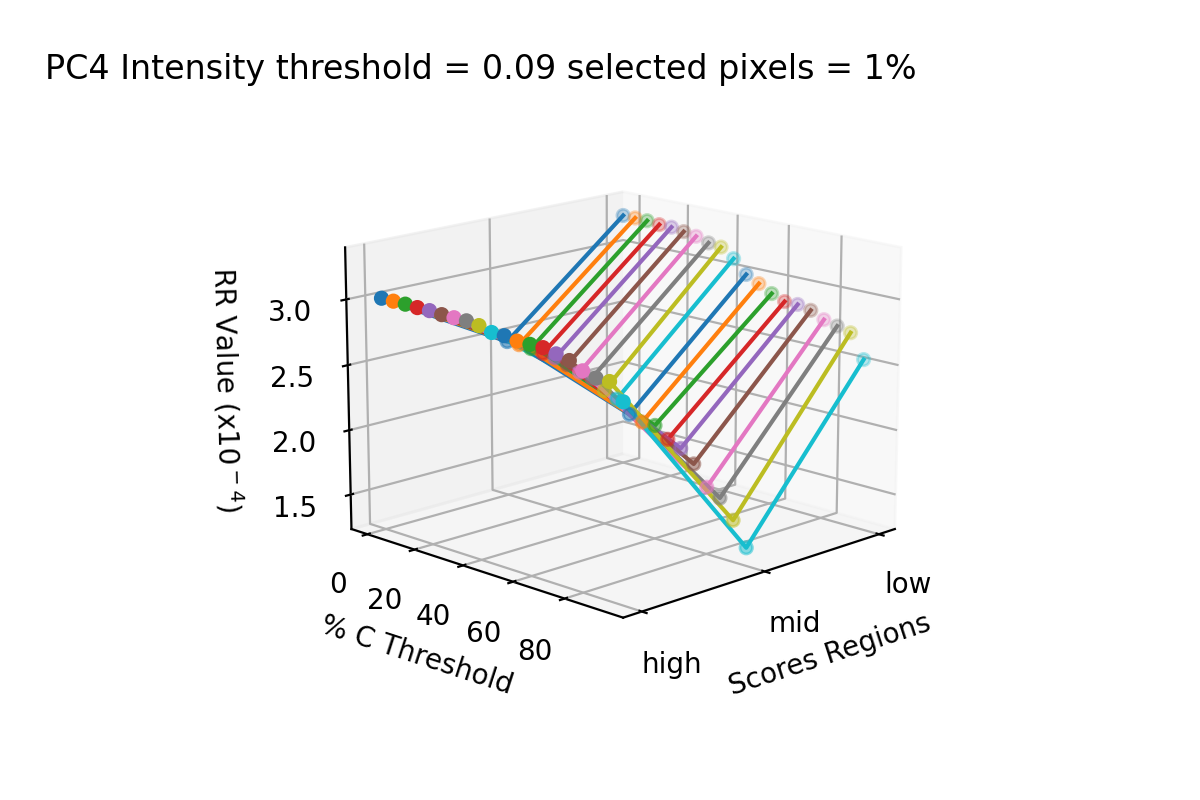 PC4 Intensity threshold = 0.09 selected pixels = 1%
RR Value (x10⁻⁴)
3.0
2.5
2.0
1.5
0
20
40
60
80
% C Threshold
high
mid
low
Scores Regions